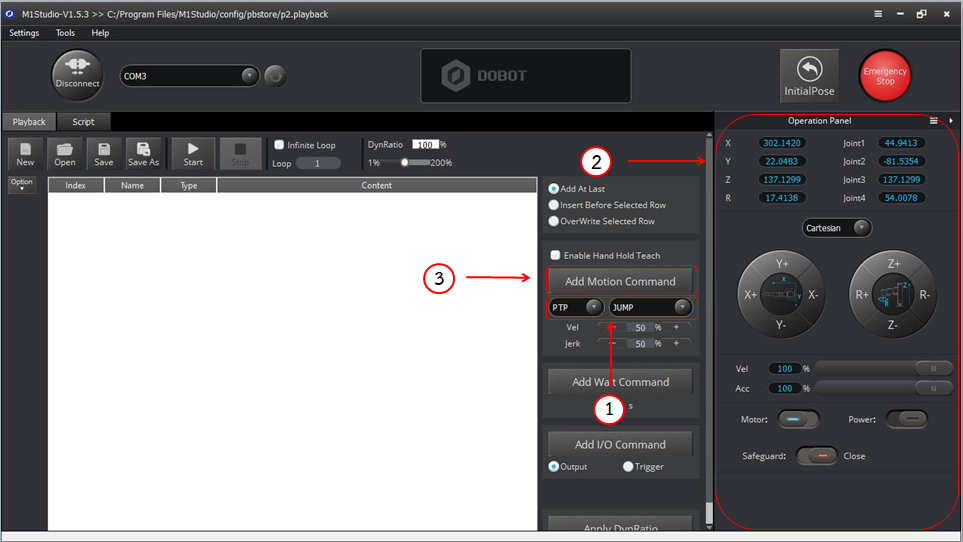 M1Studio-V1.5.3 >> C:/Program Files/M1Studio/config/pbstore/p2.playback
Settings Tools Help
Disconnect
COM3
DOBOT
InitialPose
Emergency
Stop
Playback Script
New Open Save Save As Start Stop
Infinite Loop
Loop 1
DynRatio 100 %
1% 200%
Option
Index Name Type Content
2
Add At Last
Insert Before Selected Row
OverWrite Selected Row
Enable Hand Hold Teach
3
Add Motion Command
PTP JUMP
Vel − 50 % +
Jerk − 50 % +
Add Wait Command
1
s
Add I/O Command
Output Trigger
Apply DynRatio
Operation Panel
X 302.1420 Joint1 44.9413
Y 22.0483 Joint2 -81.5354
Z 137.1299 Joint3 137.1299
R 17.4138 Joint4 54.0078
Cartesian
Y+
X+ X-
Y-
X
Y
Z+
R+ R-
Z-
Z
R
Vel 100 %
Acc 100 %
Motor: Power:
Safeguard: Close